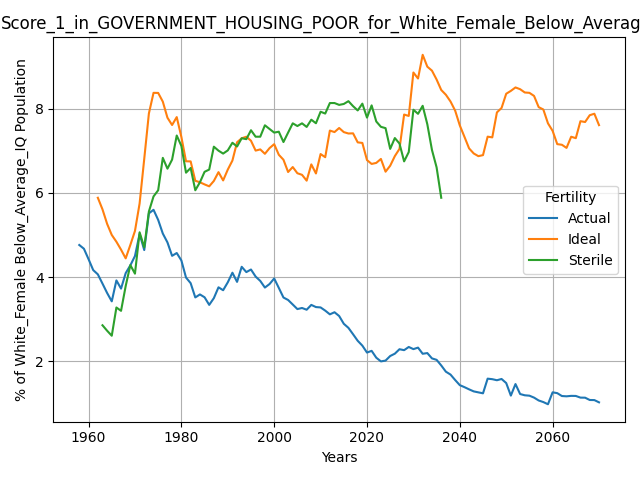 Score_1_in_GOVERNMENT_HOUSING_POOR_for_White_Female_Below_Averag
% of White_Female Below_Average_IQ Population
8
6
4
2
Fertility
Actual
Ideal
Sterile
1960 1980 2000 2020 2040 2060
Years